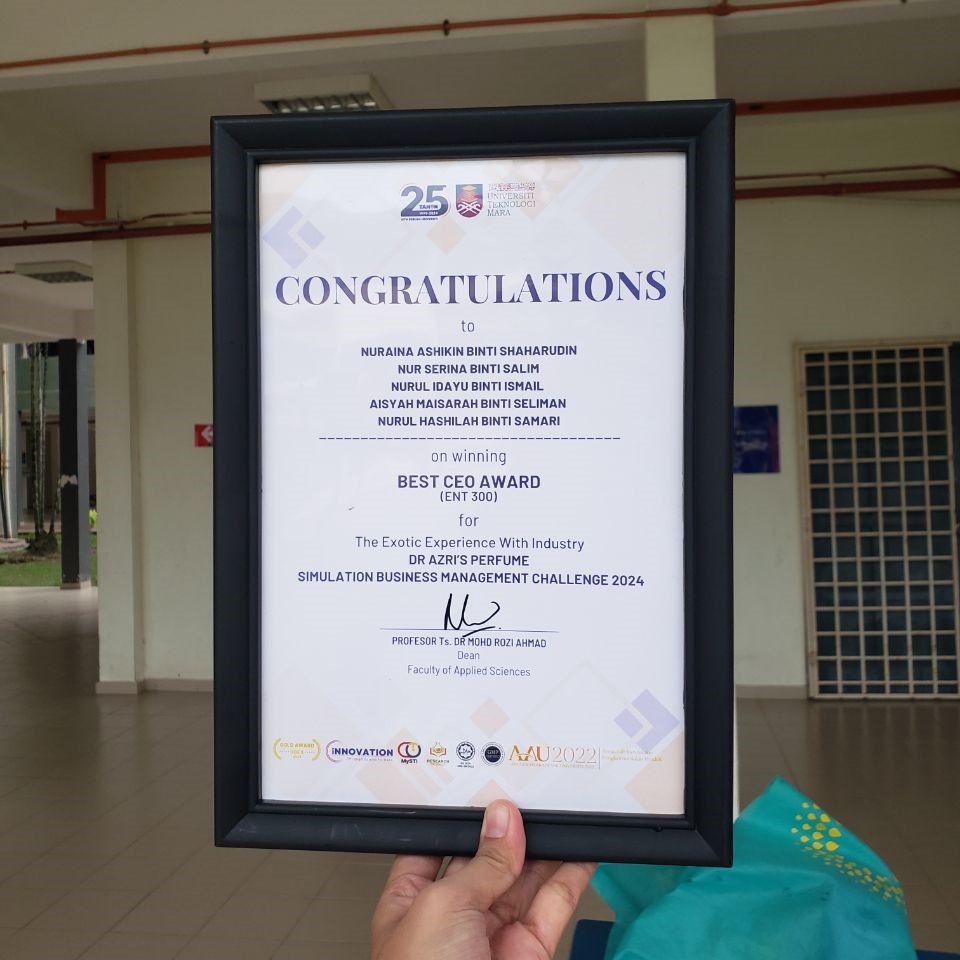 25
TAHUN
UNIVERSITI
TEKNOLOGI
MARA
CONGRATULATIONS
to
NURAINA ASHIKIN BINTI SHAHARUDIN
NUR SERINA BINTI SALIM
NURUL IDAYU BINTI ISMAIL
AISYAH MAISARAH BINTI SELIMAN
NURUL HASHILAH BINTI SAMARI
on winning
BEST CEO AWARD
(ENT 300)
for
The Exotic Experience With Industry
DR AZRI'S PERFUME
SIMULATION BUSINESS MANAGEMENT CHALLENGE 2024
PROFESOR Ts. DR MOHD ROZI AHMAD
Dean
Faculty of Applied Sciences
GOLD AWARD
iNNOVATION
MySTI
RESEARCH
AAU2022